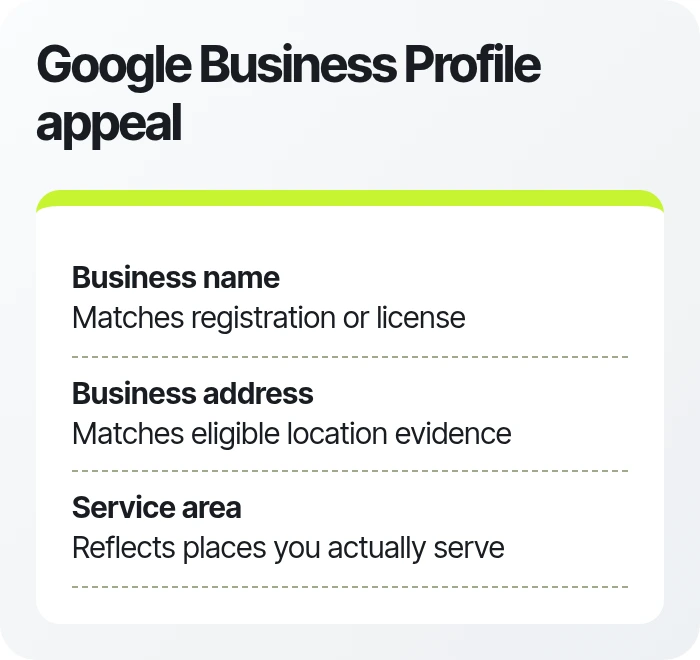 Google Business Profile
appeal
Business name
Matches registration or license
Business address
Matches eligible location evidence
Service area
Reflects places you actually serve